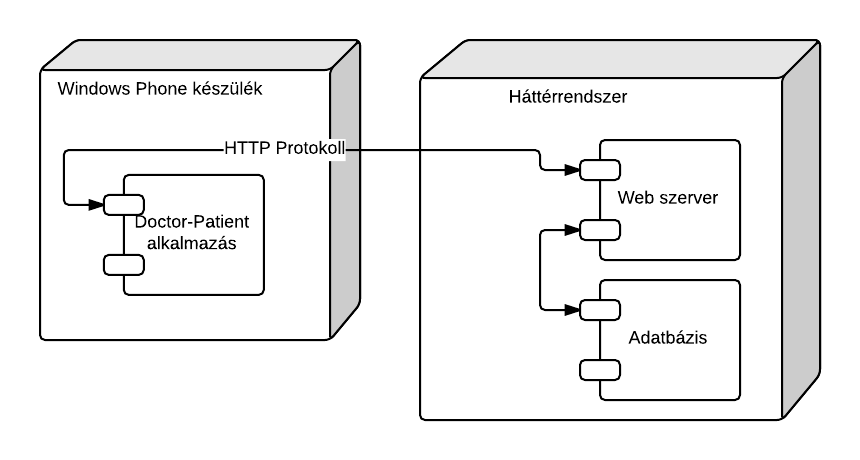 Windows Phone készülék
Háttérrendszer
HTTP Protokoll
Web szerver
Doctor-Patient
alkalmazás
Adatbázis